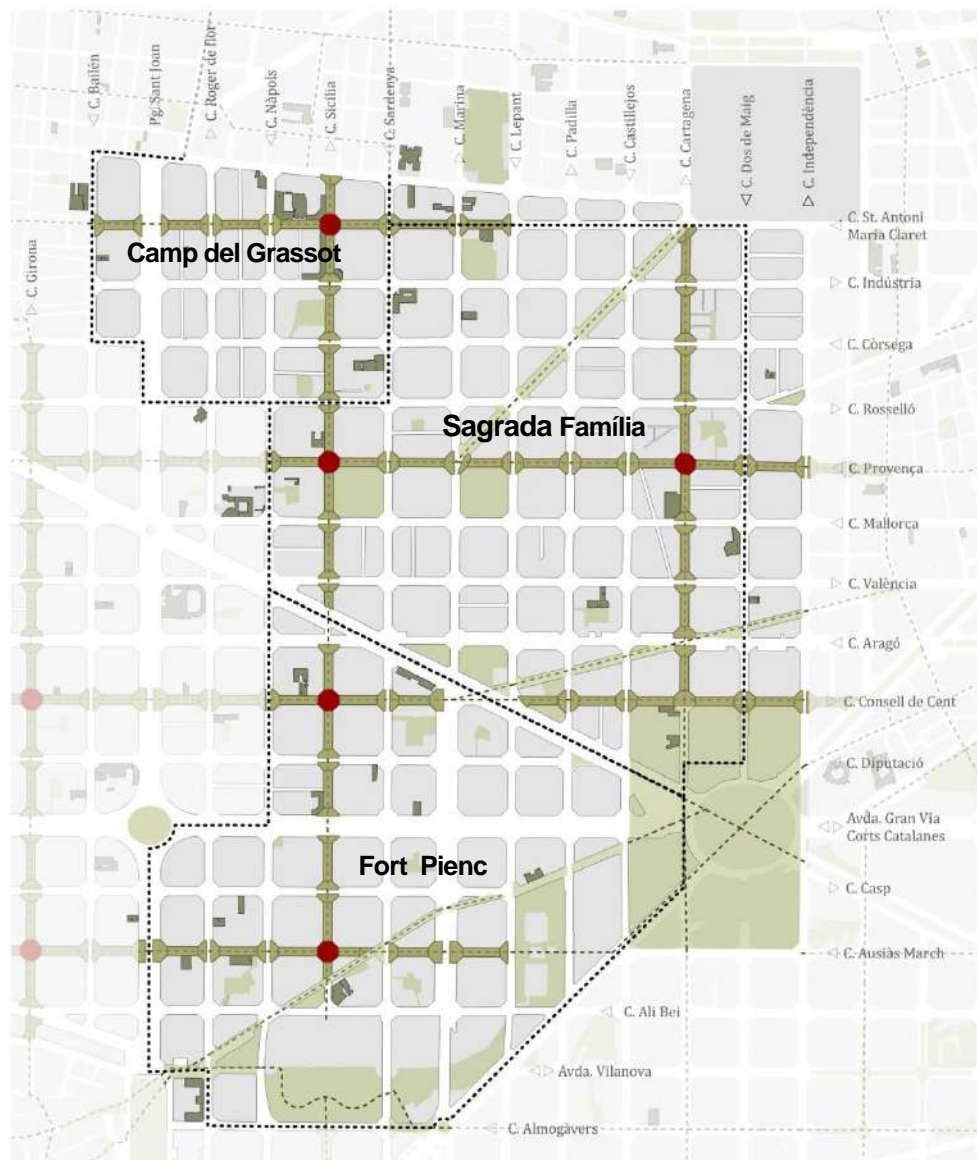 C. Bailén
Pg. Sant Joan
C. Roger de flor
C. Nàpols
C. Sicília
C. Sardenya
C. Marina
C. Lepant
C. Padilla
C. Castillejos
C. Cartagena
C. Dos de Maig
C. Independència
C. Girona
Camp del Grassot
C. St. Antoni
Maria Claret
C. Indústria
C. Còrsega
C. Rosselló
Sagrada Família
C. Provença
C. Mallorca
C. València
C. Aragó
C. Consell de Cent
C. Diputació
Avda. Gran Via
Corts Catalanes
Fort Pienc
C. Casp
C. Ausiàs March
C. Ali Bei
Avda. Vilanova
C. Almogàvers